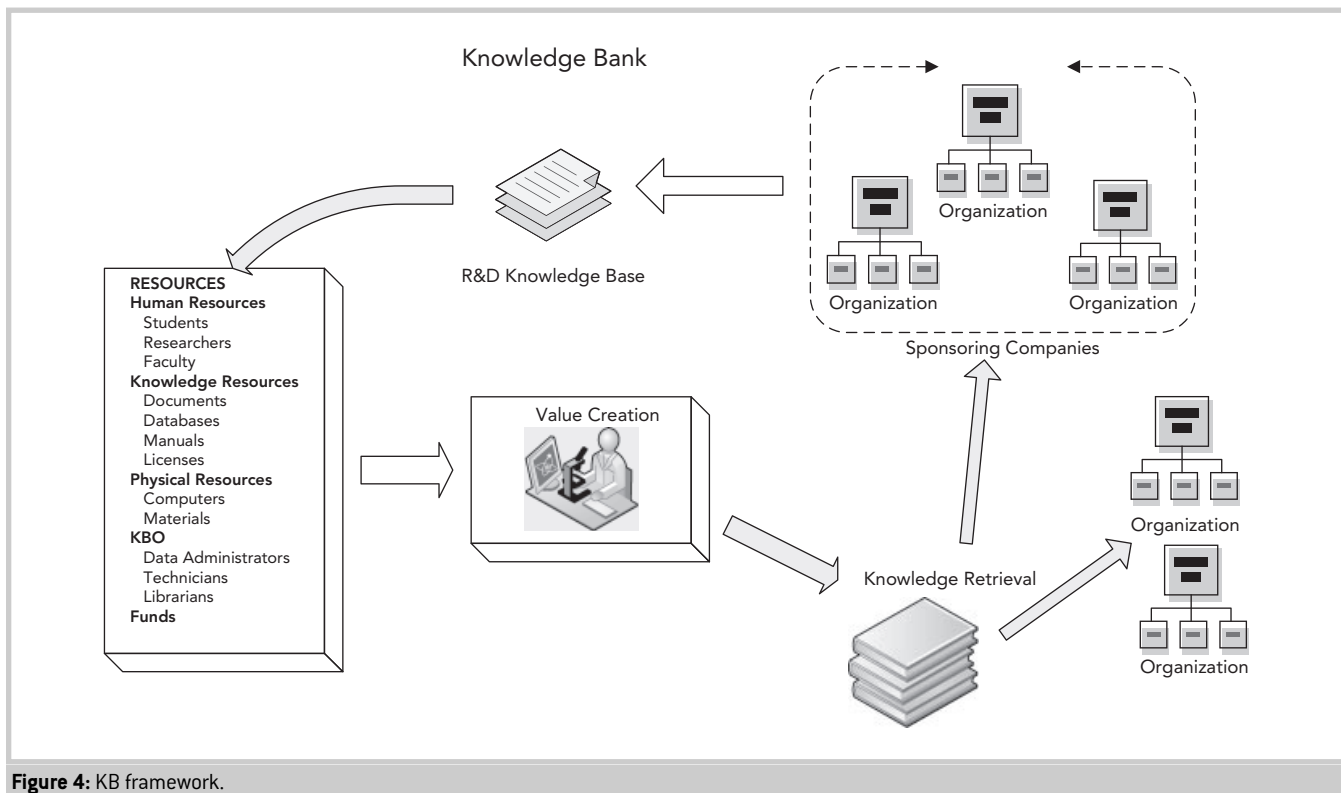 Knowledge Bank
Organization
Organization
Organization
Sponsoring Companies
R&D Knowledge Base
RESOURCES
Human Resources
Students
Researchers
Faculty
Knowledge Resources
Documents
Databases
Manuals
Licenses
Physical Resources
Computers
Materials
KBO
Data Administrators
Technicians
Librarians
Funds
Value Creation
Knowledge Retrieval
Organization
Organization
Figure 4: KB framework.